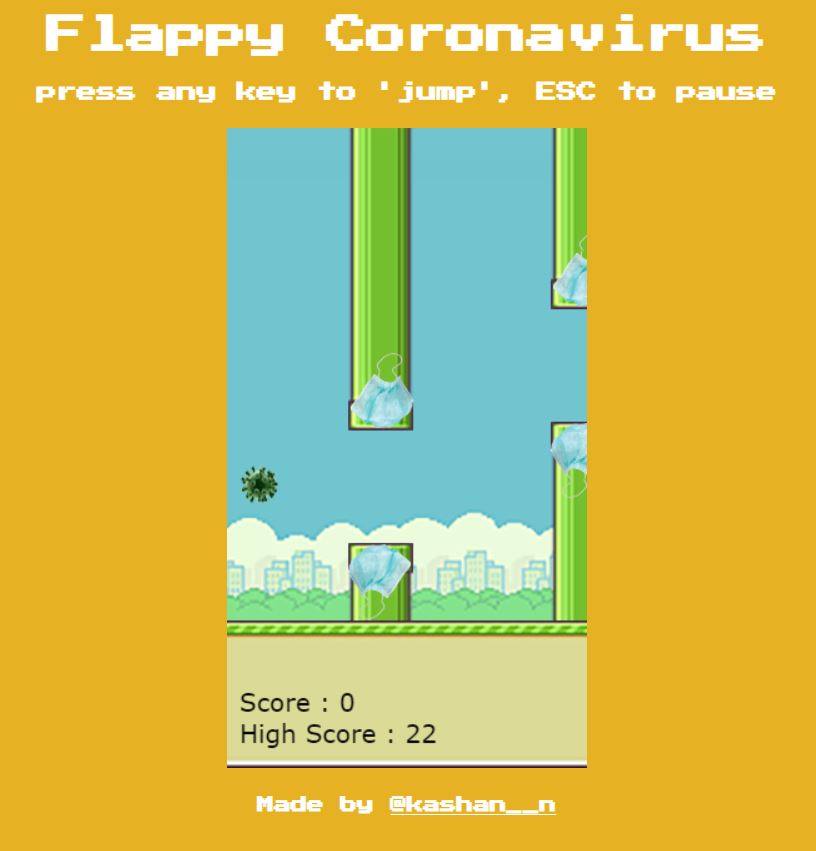 Flappy Coronavirus
press any key to 'jump', ESC to pause
Score : 0
High Score : 22
Made by @kashan__n